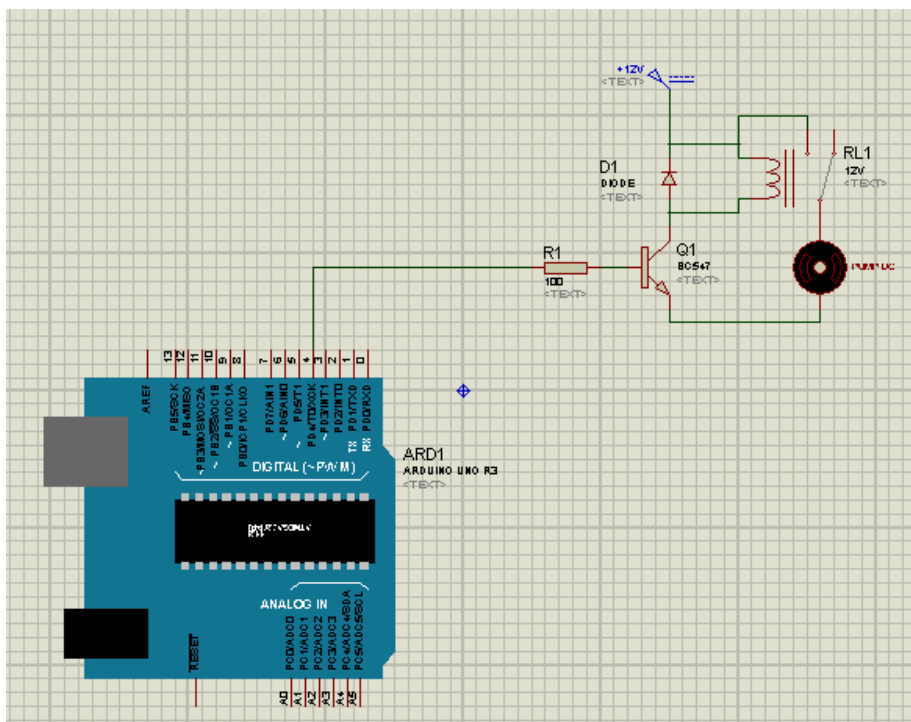 +12V
<TEXT>
D1
DIODE
<TEXT>
RL1
12V
<TEXT>
R1
100
<TEXT>
Q1
BC547
<TEXT>
PUMP DC
13
12
11
10
9
8
7
6
5
4
3
2
1
0
AREF
PB5/SCK
PB4/MISO
~PB3/MOSI/OC2A
~PB2/SS/OC1B
~PB1/OC1A
PB0/ICP1/CLKO
PD7/AIN1
~PD6/AIN0
~PD5/T1
PD4/T0/XCK
~PD3/INT1
PD2/INT0
TX PD1/TXD
RX PD0/RXD
DIGITAL (~PWM)
ARD1
ARDUINO UNO R3
<TEXT>
ANALOG IN
RESET
PC0/ADC0
PC1/ADC1
PC2/ADC2
PC3/ADC3
PC4/ADC4/SDA
PC5/ADC5/SCL
A0
A1
A2
A3
A4
A5